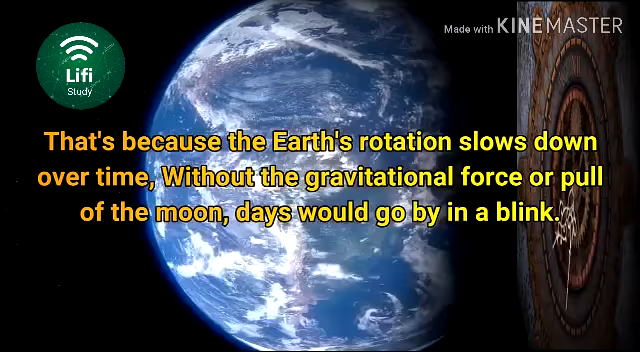 Made with KINEMASTER
Lifi
Study
That's because the Earth's rotation slows down
over time, Without the gravitational force or pull
of the moon, days would go by in a blink.